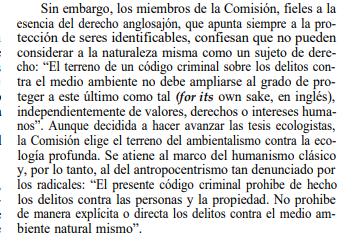 Sin embargo, los miembros de la Comisión, fieles a la
esencia del derecho anglosajón, que apunta siempre a la pro-
tección de seres identificables, confiesan que no pueden
considerar a la naturaleza misma como un sujeto de dere-
cho: “El terreno de un código criminal sobre los delitos con-
tra el medio ambiente no debe ampliarse al grado de pro-
teger a este último como tal (for its own sake, en inglés),
independientemente de valores, derechos o intereses huma-
nos”. Aunque decidida a hacer avanzar las tesis ecologistas,
la Comisión elige el terreno del ambientalismo contra la eco-
logía profunda. Se atiene al marco del humanismo clásico
y, por lo tanto, al del antropocentrismo tan denunciado por
los radicales: “El presente código criminal prohibe de hecho
los delitos contra las personas y la propiedad. No prohibe
de manera explícita o directa los delitos contra el medio am-
biente natural mismo”.